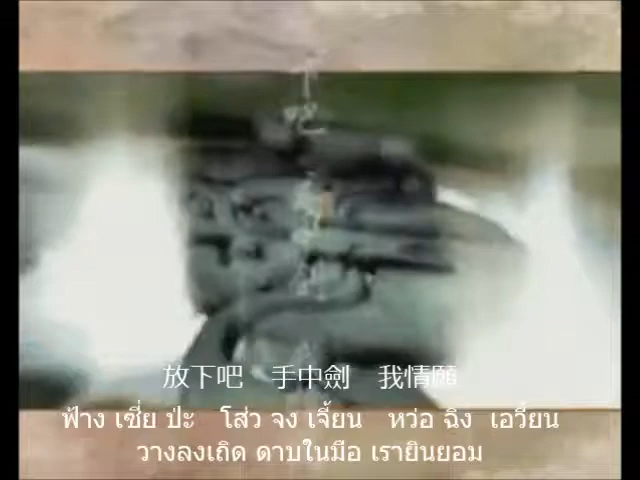 放下吧 手中劍 我情願
ฟ้าง เซี่ย ป่ะ โส่ว จง เจี้ยน หว่อ ฉิง เอวี้ยน
วางลงเถิด ดาบในมือ เรายินยอม